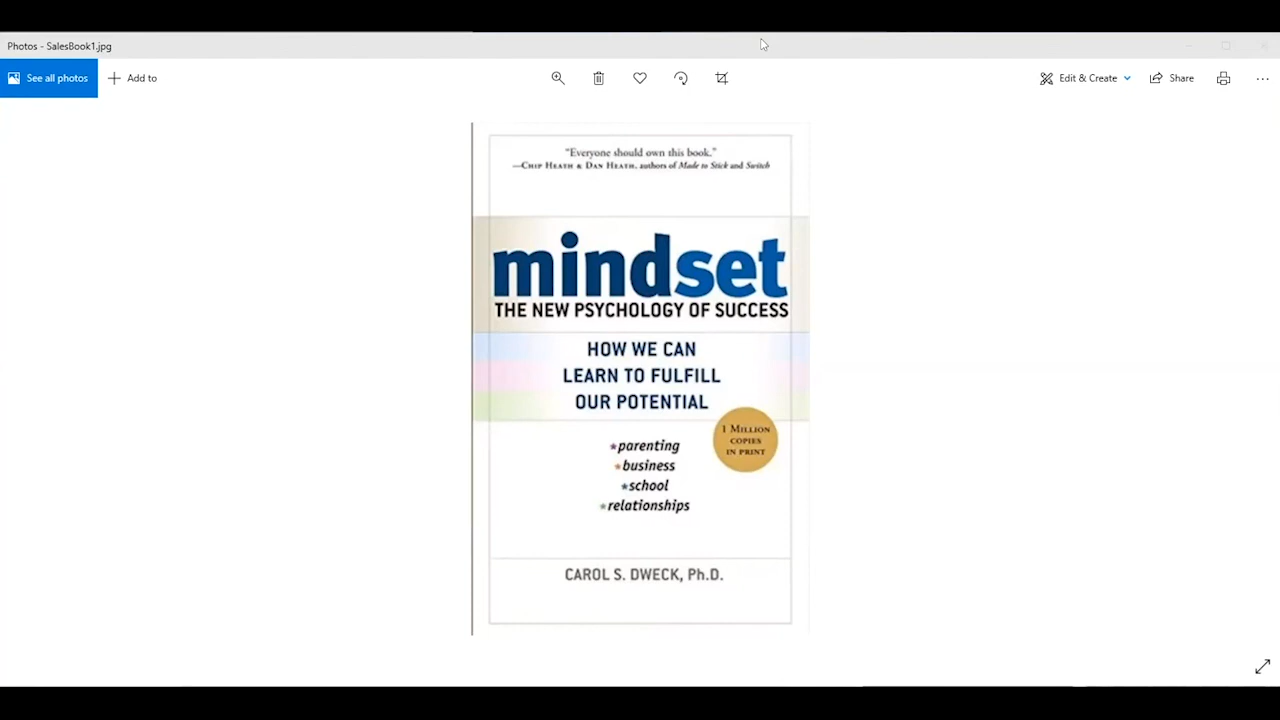 Photos - SalesBook1.jpg
See all photos
Add to
Edit & Create
Share
"Everyone should own this book."
—CHIP HEATH & DAN HEATH, authors of Made to Stick and Switch
mindset
THE NEW PSYCHOLOGY OF SUCCESS
HOW WE CAN
LEARN TO FULFILL
OUR POTENTIAL
1 MILLION
COPIES
IN PRINT
*parenting
*business
*school
*relationships
CAROL S. DWECK, Ph.D.